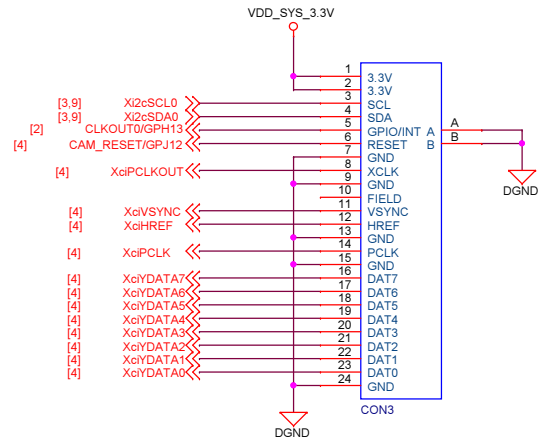 VDD_SYS_3.3V
1 3.3V
2 3.3V
[3,9] Xi2cSCL0 3 SCL
[3,9] Xi2cSDA0 4 SDA
[2] CLKOUT0/GPH13 5 GPIO/INT A A
[4] CAM_RESET/GPJ12 6 RESET B B
7 GND
[4] XciPCLKOUT 8 XCLK
9 GND
10 FIELD
[4] XciVSYNC 11 VSYNC
[4] XciHREF 12 HREF
13 GND
[4] XciPCLK 14 PCLK
15 GND
[4] XciYDATA7 16 DAT7
[4] XciYDATA6 17 DAT6
[4] XciYDATA5 18 DAT5
[4] XciYDATA4 19 DAT4
[4] XciYDATA3 20 DAT3
[4] XciYDATA2 21 DAT2
[4] XciYDATA1 22 DAT1
[4] XciYDATA0 23 DAT0
24 GND
DGND
CON3
DGND